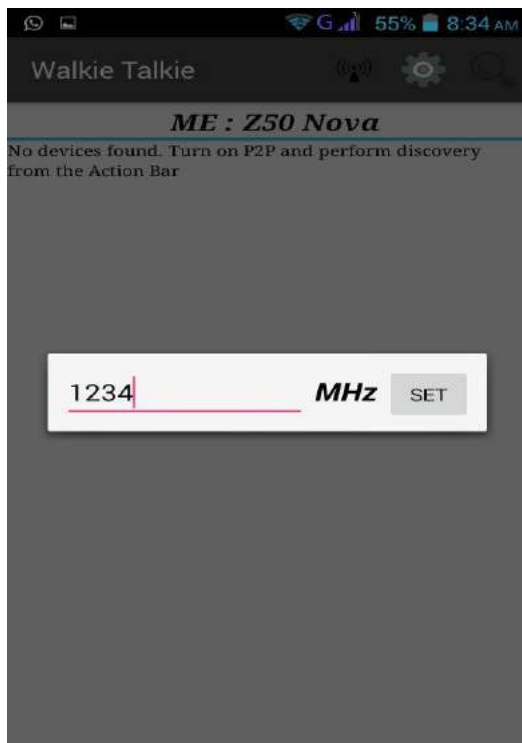 G 55% 8:34 AM
Walkie Talkie
ME : Z50 Nova
No devices found. Turn on P2P and perform discovery
from the Action Bar
1234 MHz SET